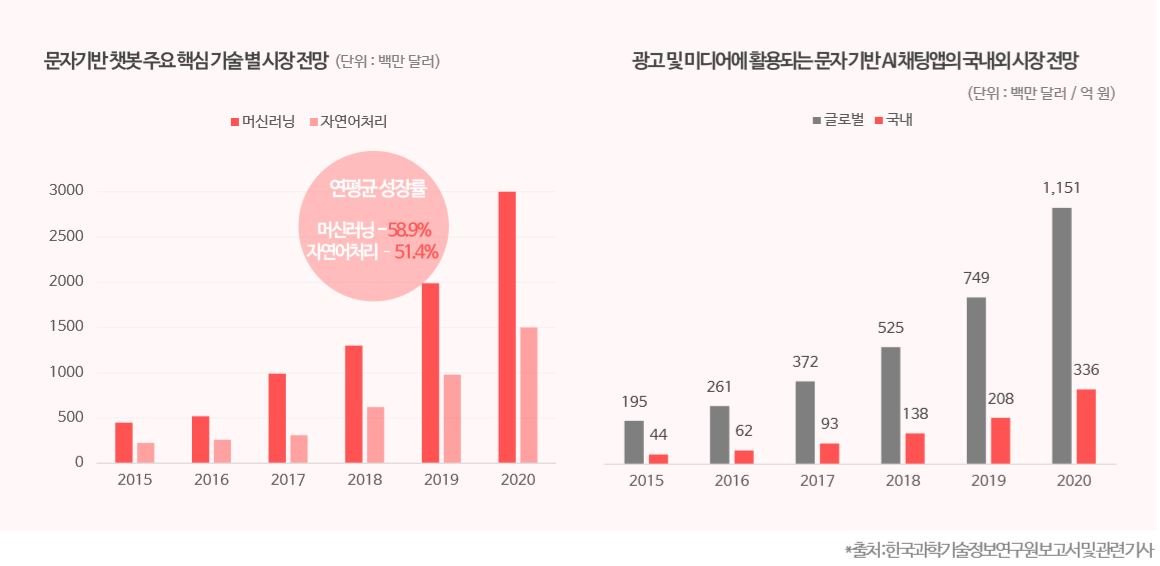 문자기반 챗봇 주요 핵심 기술 별 시장 전망 (단위 : 백만 달러)
머신러닝 자연어처리
연평균 성장률
머신러닝 - 58.9%
자연어처리 - 51.4%
3000
2500
2000
1500
1000
500
0
2015 2016 2017 2018 2019 2020
광고 및 미디어에 활용되는 문자 기반 AI 채팅앱의 국내외 시장 전망
(단위 : 백만 달러 / 억 원)
글로벌 국내
195 44 261 62 372 93 525 138 749 208 1,151 336
2015 2016 2017 2018 2019 2020
*출처:한국과학기술정보연구원보고서및관련기사